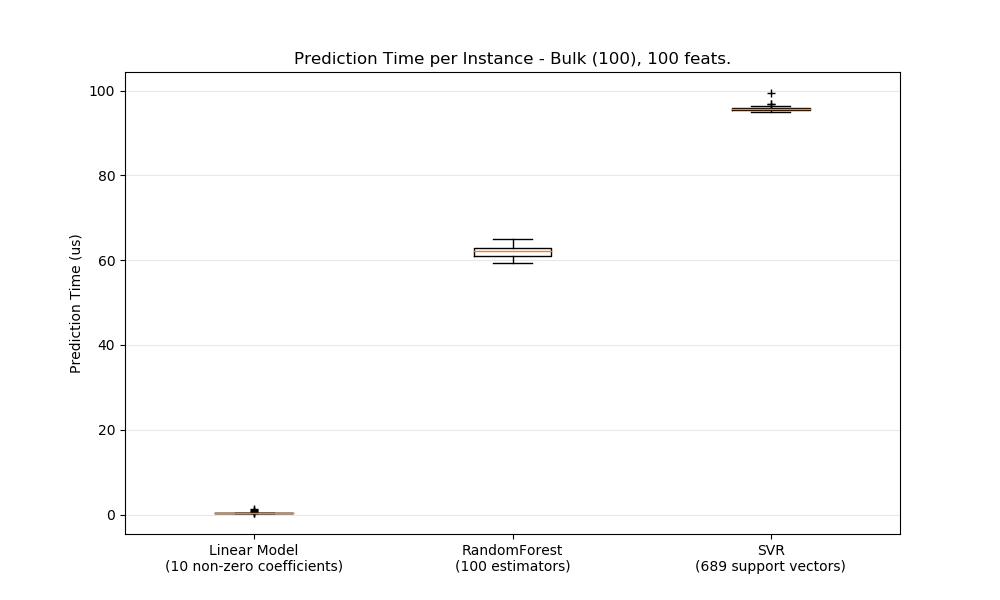 Prediction Time per Instance - Bulk (100), 100 feats.
Prediction Time (us)
100
80
60
40
20
0
Linear Model
(10 non-zero coefficients)
RandomForest
(100 estimators)
SVR
(689 support vectors)